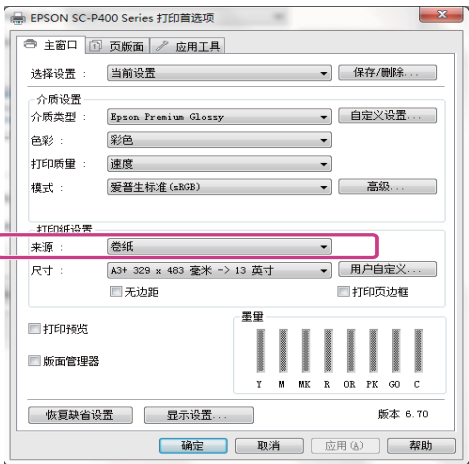 EPSON SC-P400 Series 打印首选项
主窗口 页版面 应用工具
选择设置 : 当前设置 保存/删除...
介质设置
介质类型 : Epson Premium Glossy 自定义设置...
色彩 : 彩色
打印质量 : 速度
模式 : 爱普生标准(sRGB) 高级...
打印纸设置
来源 : 卷纸
尺寸 : A3+ 329 x 483 毫米 -> 13 英寸 用户自定义...
无边距 打印页边框
打印预览
版面管理器
墨量
Y M MK R OR PK GO C
恢复缺省设置 显示设置... 版本 6.70
确定 取消 应用(A) 帮助